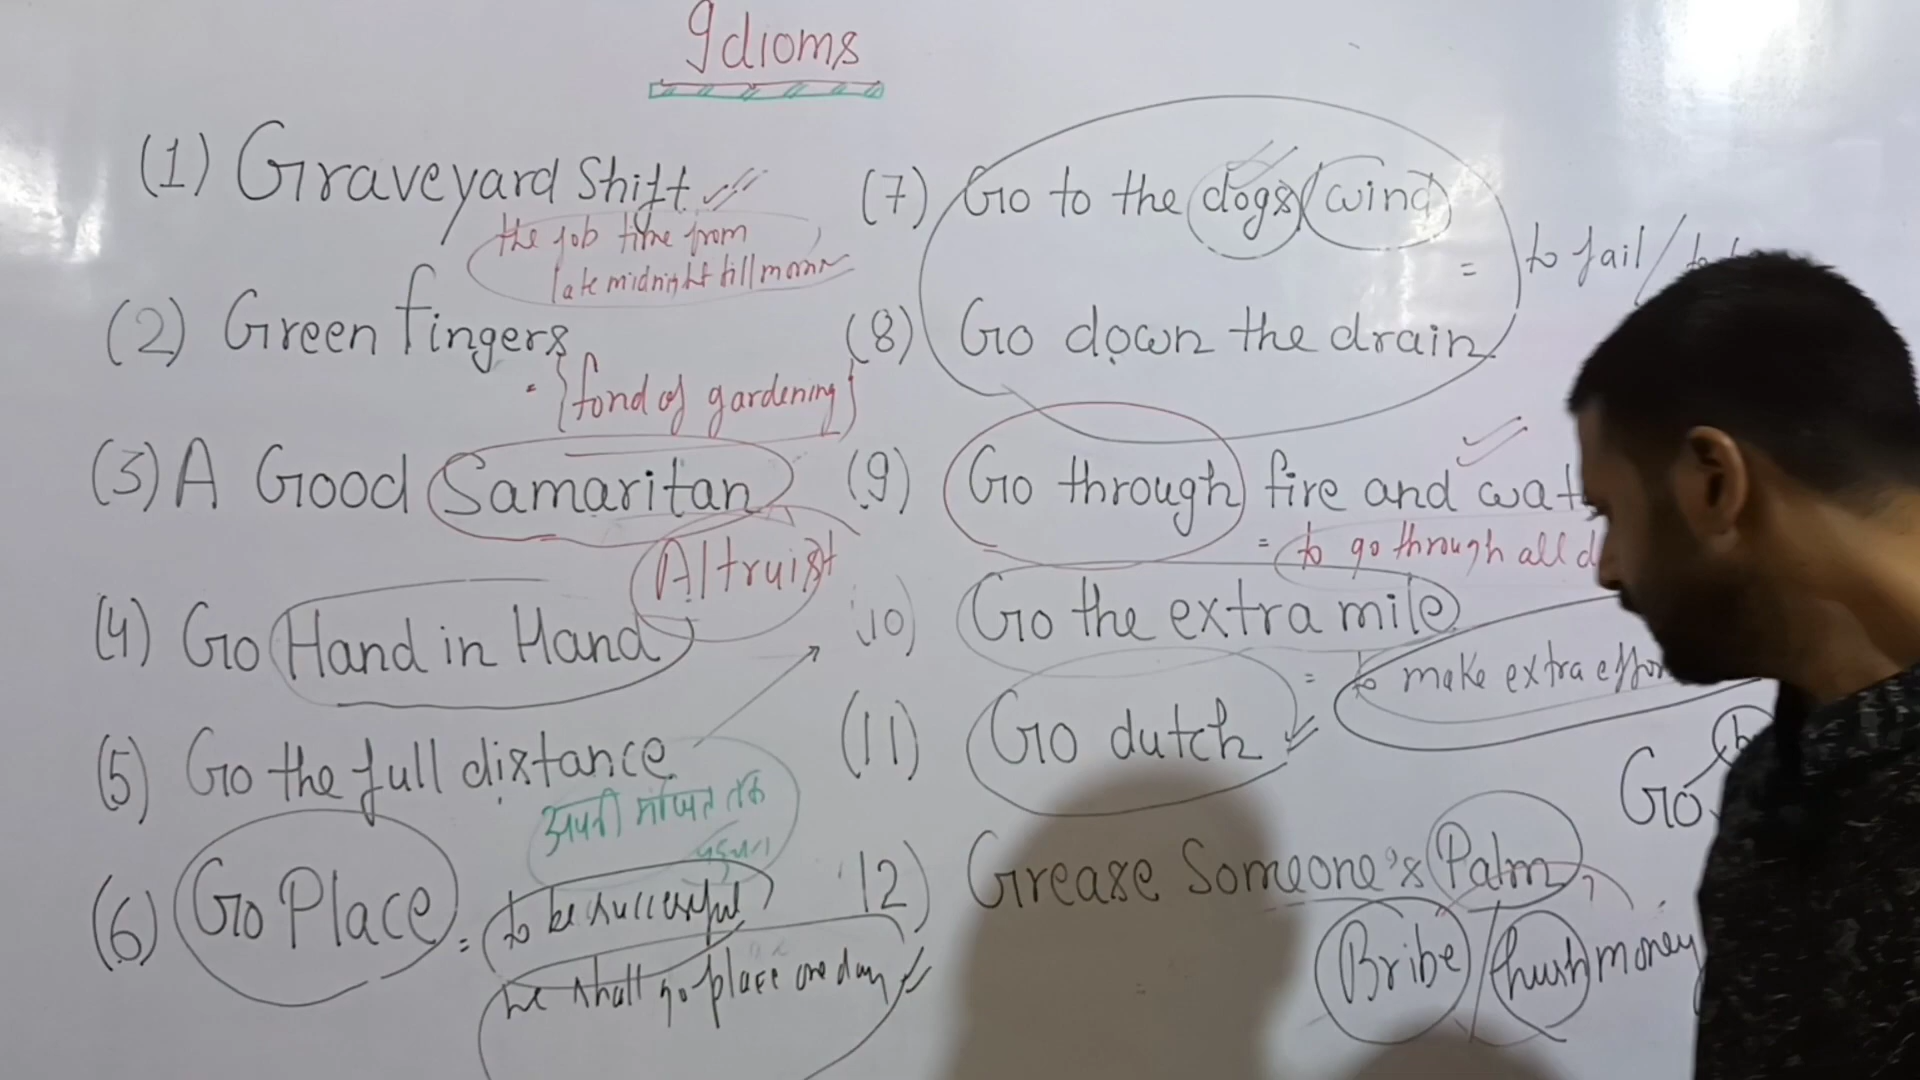 Idioms
(1) Graveyard Shift
the job time from
late midnight till morn
(2) Green fingers
= {fond of gardening}
(3) A Good Samaritan
Altruist
(4) Go Hand in Hand
(5) Go the full distance
अपनी मंजिल तक
(6) Go Place = to be successful
he shall go place one day
(7) Go to the dogs/wind
= to fail/
(8) Go down the drain
(9) Go through fire and wat
= to go through all d
(10) Go the extra mile
= to make extra effor
(11) Go dutch
Go
(12) Grease Someone's Palm
Bribe/hush money